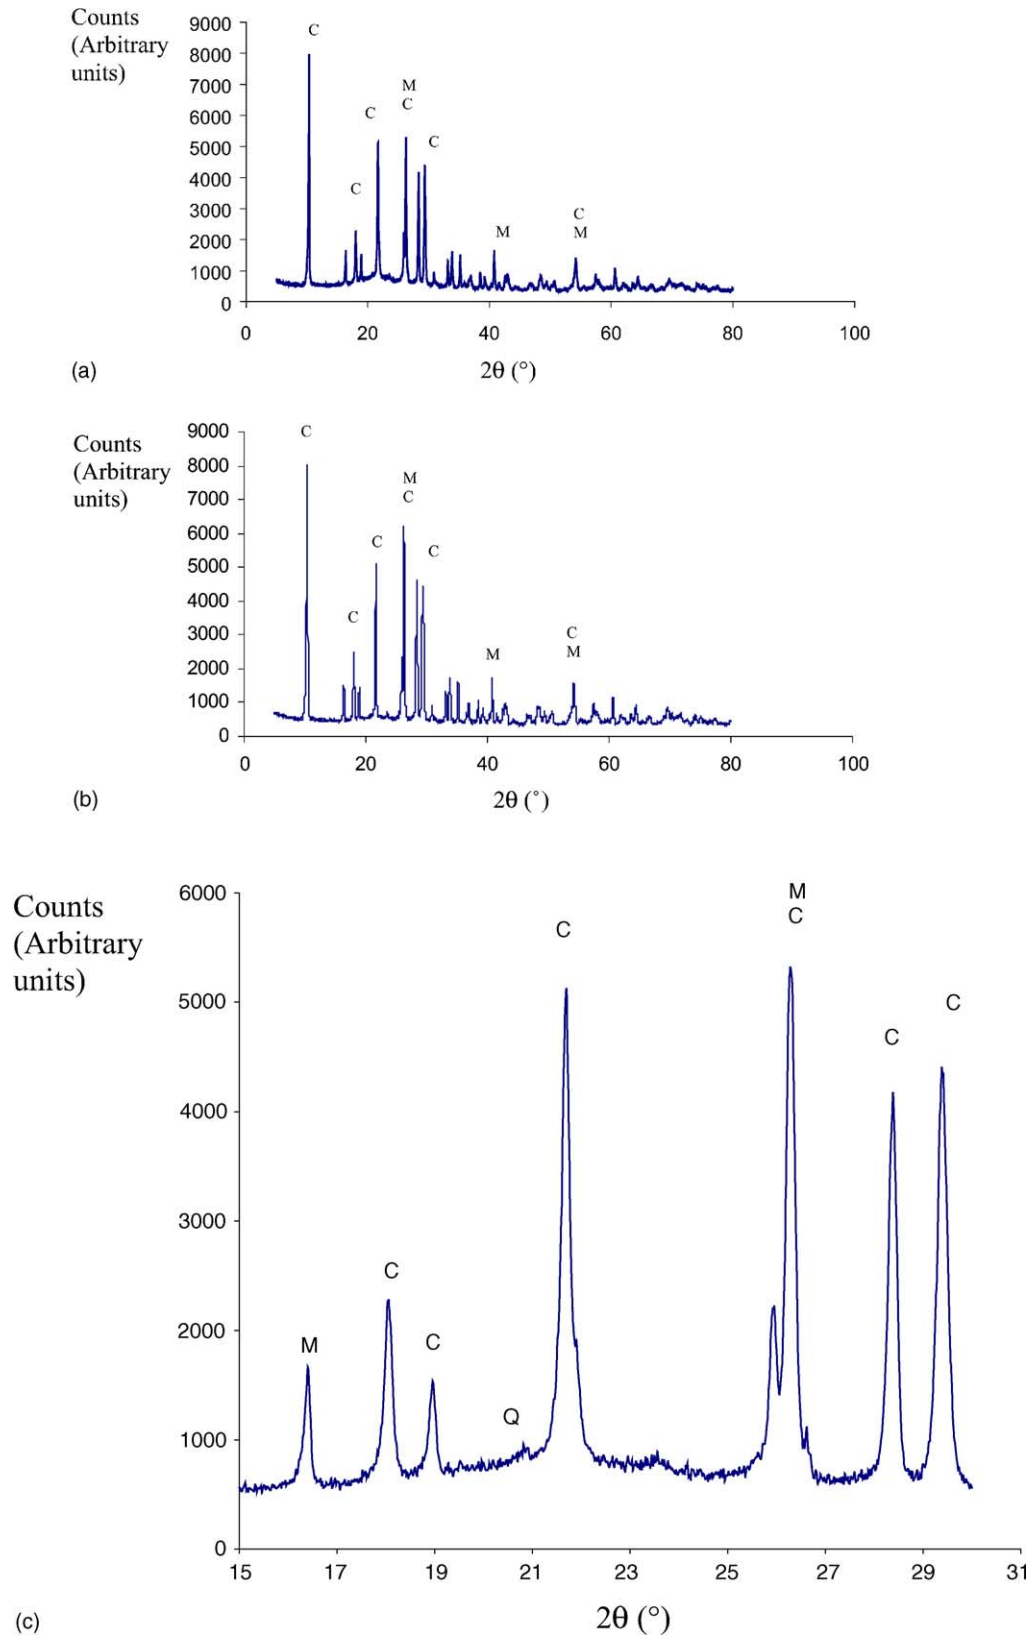 Counts
(Arbitrary
units)
9000
8000
7000
6000
5000
4000
3000
2000
1000
0
C
C
C
M
C
C
M
C
M
0 20 40 60 80 100
(a)
2θ (°)
Counts
(Arbitrary
units)
9000
8000
7000
6000
5000
4000
3000
2000
1000
0
C
C
C
M
C
C
M
C
M
0 20 40 60 80 100
(b)
2θ (°)
Counts
(Arbitrary
units)
6000
5000
4000
3000
2000
1000
0
M
C
C
Q
C
M
C
C
C
15 17 19 21 23 25 27 29 31
(c)
2θ (°)